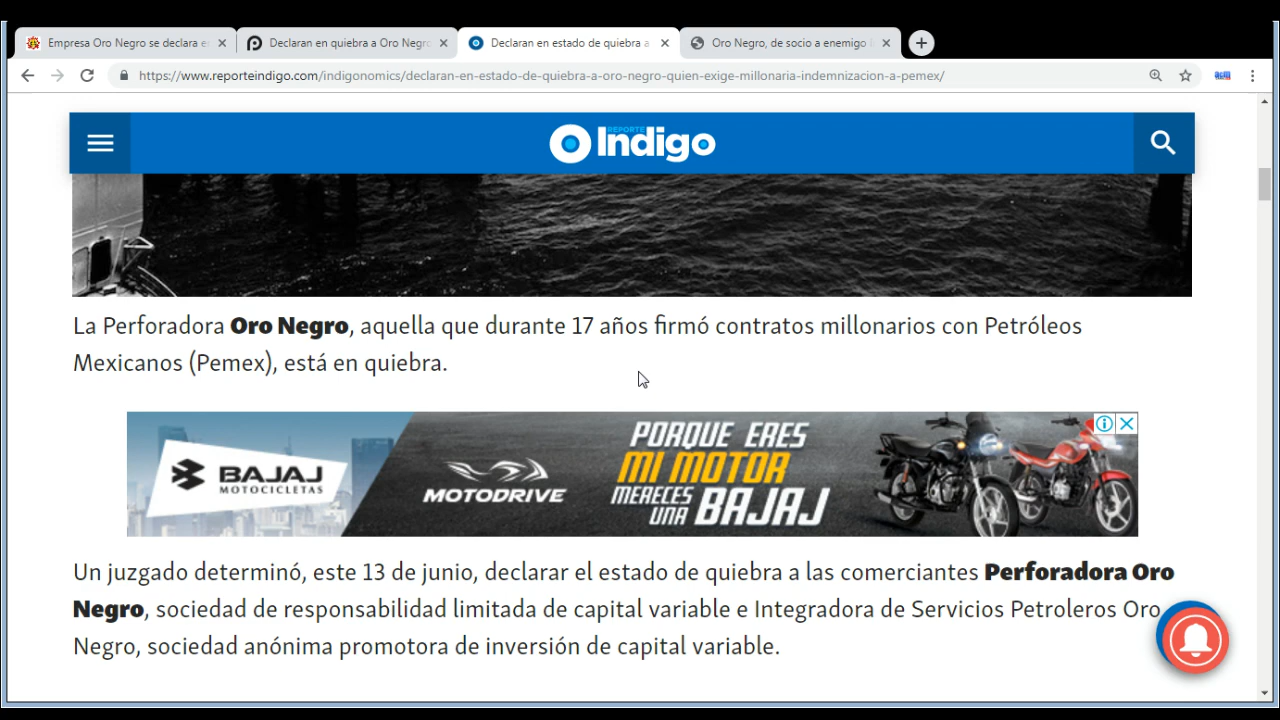 Empresa Oro Negro se declara e
Declaran en quiebra a Oro Negro
Declaran en estado de quiebra a
Oro Negro, de socio a enemigo
https://www.reporteindigo.com/indigonomics/declaran-en-estado-de-quiebra-a-oro-negro-quien-exige-millonaria-indemnizacion-a-pemex/
REPORTE
Indigo
La Perforadora Oro Negro, aquella que durante 17 años firmó contratos millonarios con Petróleos
Mexicanos (Pemex), está en quiebra.
BAJAJ
MOTOCICLETAS
MOTODRIVE
PORQUE ERES
MI MOTOR
MERECES
UNA BAJAJ
Un juzgado determinó, este 13 de junio, declarar el estado de quiebra a las comerciantes Perforadora Oro
Negro, sociedad de responsabilidad limitada de capital variable e Integradora de Servicios Petroleros Oro
Negro, sociedad anónima promotora de inversión de capital variable.